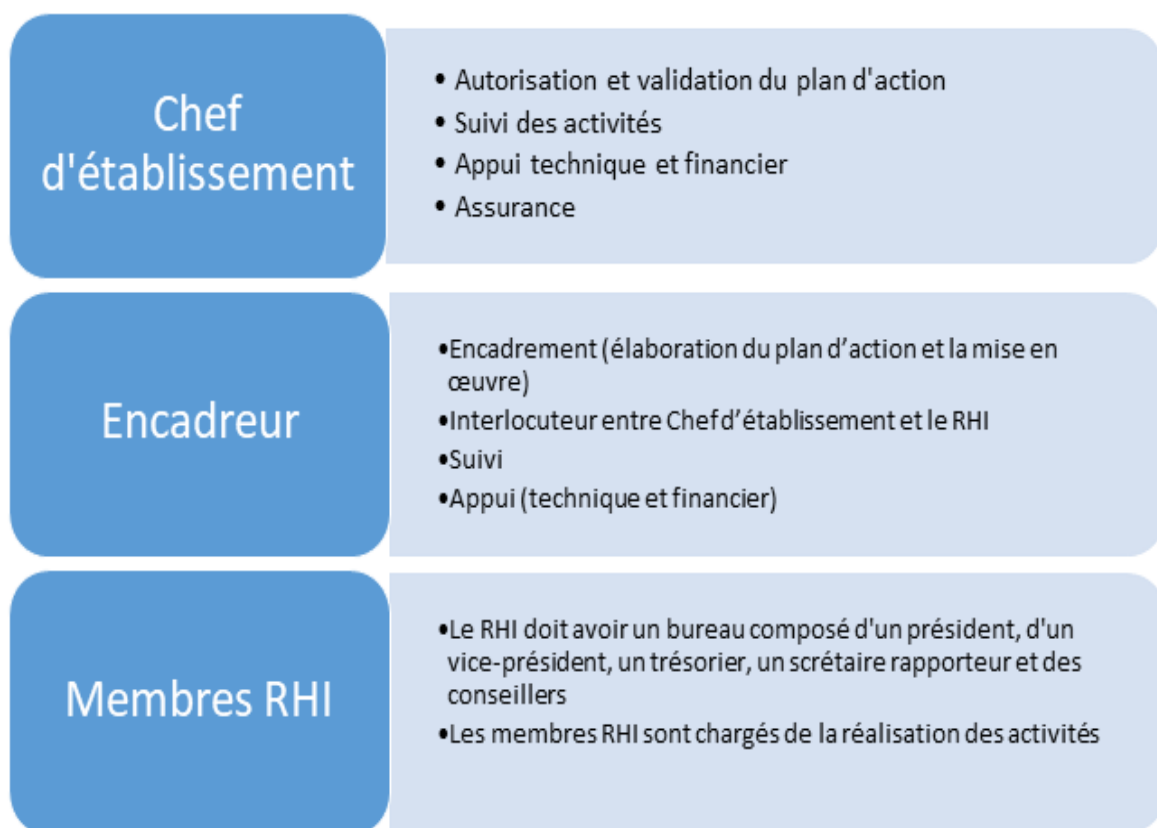 Chef
d'établissement
• Autorisation et validation du plan d'action
• Suivi des activités
• Appui technique et financier
• Assurance
Encadreur
•Encadrement (élaboration du plan d’action et la mise en
œuvre)
•Interlocuteur entre Chef d’établissement et le RHI
•Suivi
•Appui (technique et financier)
Membres RHI
•Le RHI doit avoir un bureau composé d'un président, d'un
vice-président, un trésorier, un scrétaire rapporteur et des
conseillers
•Les membres RHI sont chargés de la réalisation des activités